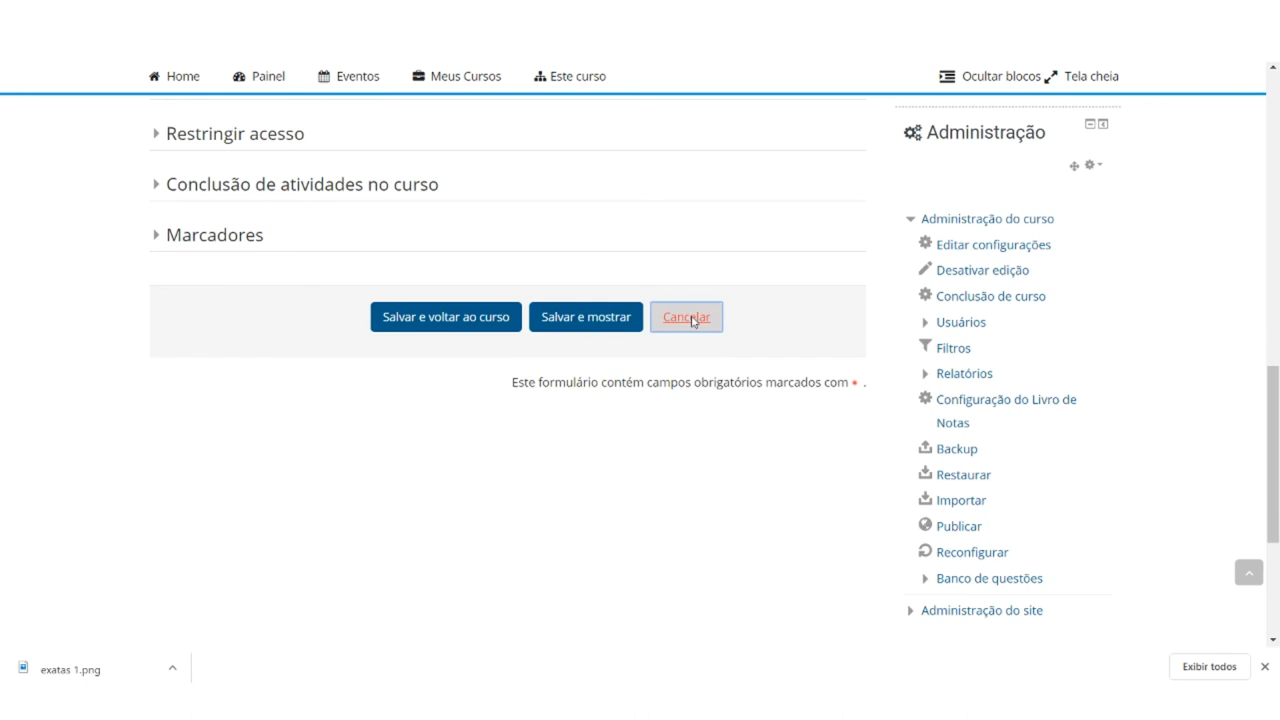 Home Painel Eventos Meus Cursos Este curso Ocultar blocos Tela cheia
Restringir acesso
Conclusão de atividades no curso
Marcadores
Salvar e voltar ao curso Salvar e mostrar Cancelar
Este formulário contém campos obrigatórios marcados com * .
Administração
Administração do curso
Editar configurações
Desativar edição
Conclusão de curso
Usuários
Filtros
Relatórios
Configuração do Livro de
Notas
Backup
Restaurar
Importar
Publicar
Reconfigurar
Banco de questões
Administração do site
exatas 1.png Exibir todos